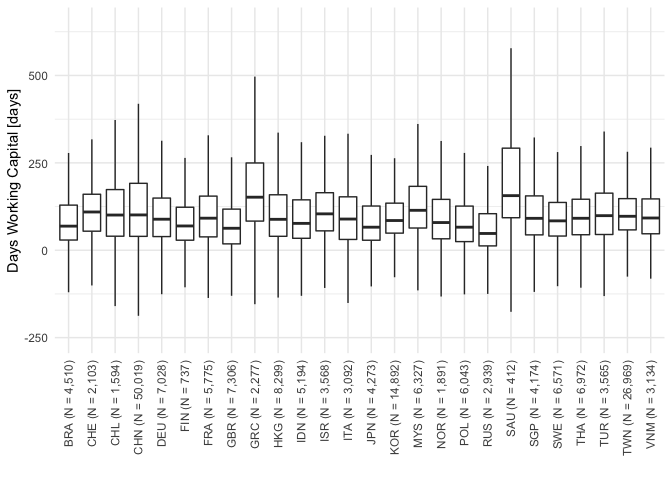 Days Working Capital [days]
500
250
0
-250
BRA (N = 4,510)
CHE (N = 2,103)
CHL (N = 1,594)
CHN (N = 50,019)
DEU (N = 7,028)
FIN (N = 737)
FRA (N = 5,775)
GBR (N = 7,306)
GRC (N = 2,277)
HKG (N = 8,299)
IDN (N = 5,194)
ISR (N = 3,568)
ITA (N = 3,092)
JPN (N = 4,273)
KOR (N = 14,892)
MYS (N = 6,327)
NOR (N = 1,891)
POL (N = 6,043)
RUS (N = 2,939)
SAU (N = 412)
SGP (N = 4,174)
SWE (N = 6,571)
THA (N = 6,972)
TUR (N = 3,565)
TWN (N = 26,969)
VNM (N = 3,134)